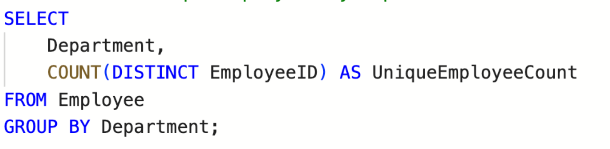 SELECT
    Department,
    COUNT(DISTINCT EmployeeID) AS UniqueEmployeeCount
FROM Employee
GROUP BY Department;